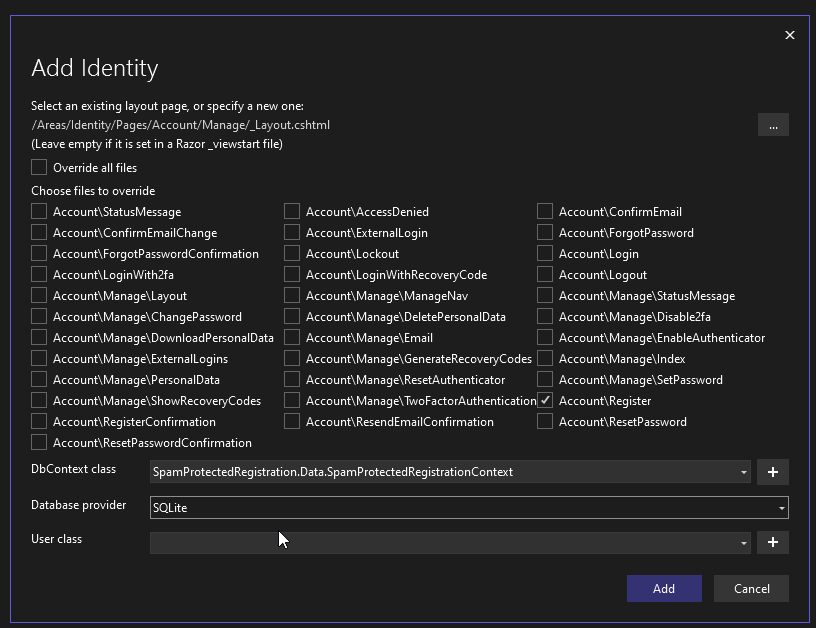 Add Identity
Select an existing layout page, or specify a new one:
/Areas/Identity/Pages/Account/Manage/_Layout.cshtml
...
(Leave empty if it is set in a Razor _viewstart file)
Override all files
Choose files to override
Account\StatusMessage Account\AccessDenied Account\ConfirmEmail
Account\ConfirmEmailChange Account\ExternalLogin Account\ForgotPassword
Account\ForgotPasswordConfirmation Account\Lockout Account\Login
Account\LoginWith2fa Account\LoginWithRecoveryCode Account\Logout
Account\Manage\Layout Account\Manage\ManageNav Account\Manage\StatusMessage
Account\Manage\ChangePassword Account\Manage\DeletePersonalData Account\Manage\Disable2fa
Account\Manage\DownloadPersonalData Account\Manage\Email Account\Manage\EnableAuthenticator
Account\Manage\ExternalLogins Account\Manage\GenerateRecoveryCodes Account\Manage\Index
Account\Manage\PersonalData Account\Manage\ResetAuthenticator Account\Manage\SetPassword
Account\Manage\ShowRecoveryCodes Account\Manage\TwoFactorAuthentication Account\Register
Account\RegisterConfirmation Account\ResendEmailConfirmation Account\ResetPassword
Account\ResetPasswordConfirmation
DbContext class SpamProtectedRegistration.Data.SpamProtectedRegistrationContext +
Database provider SQLite
User class +
Add Cancel